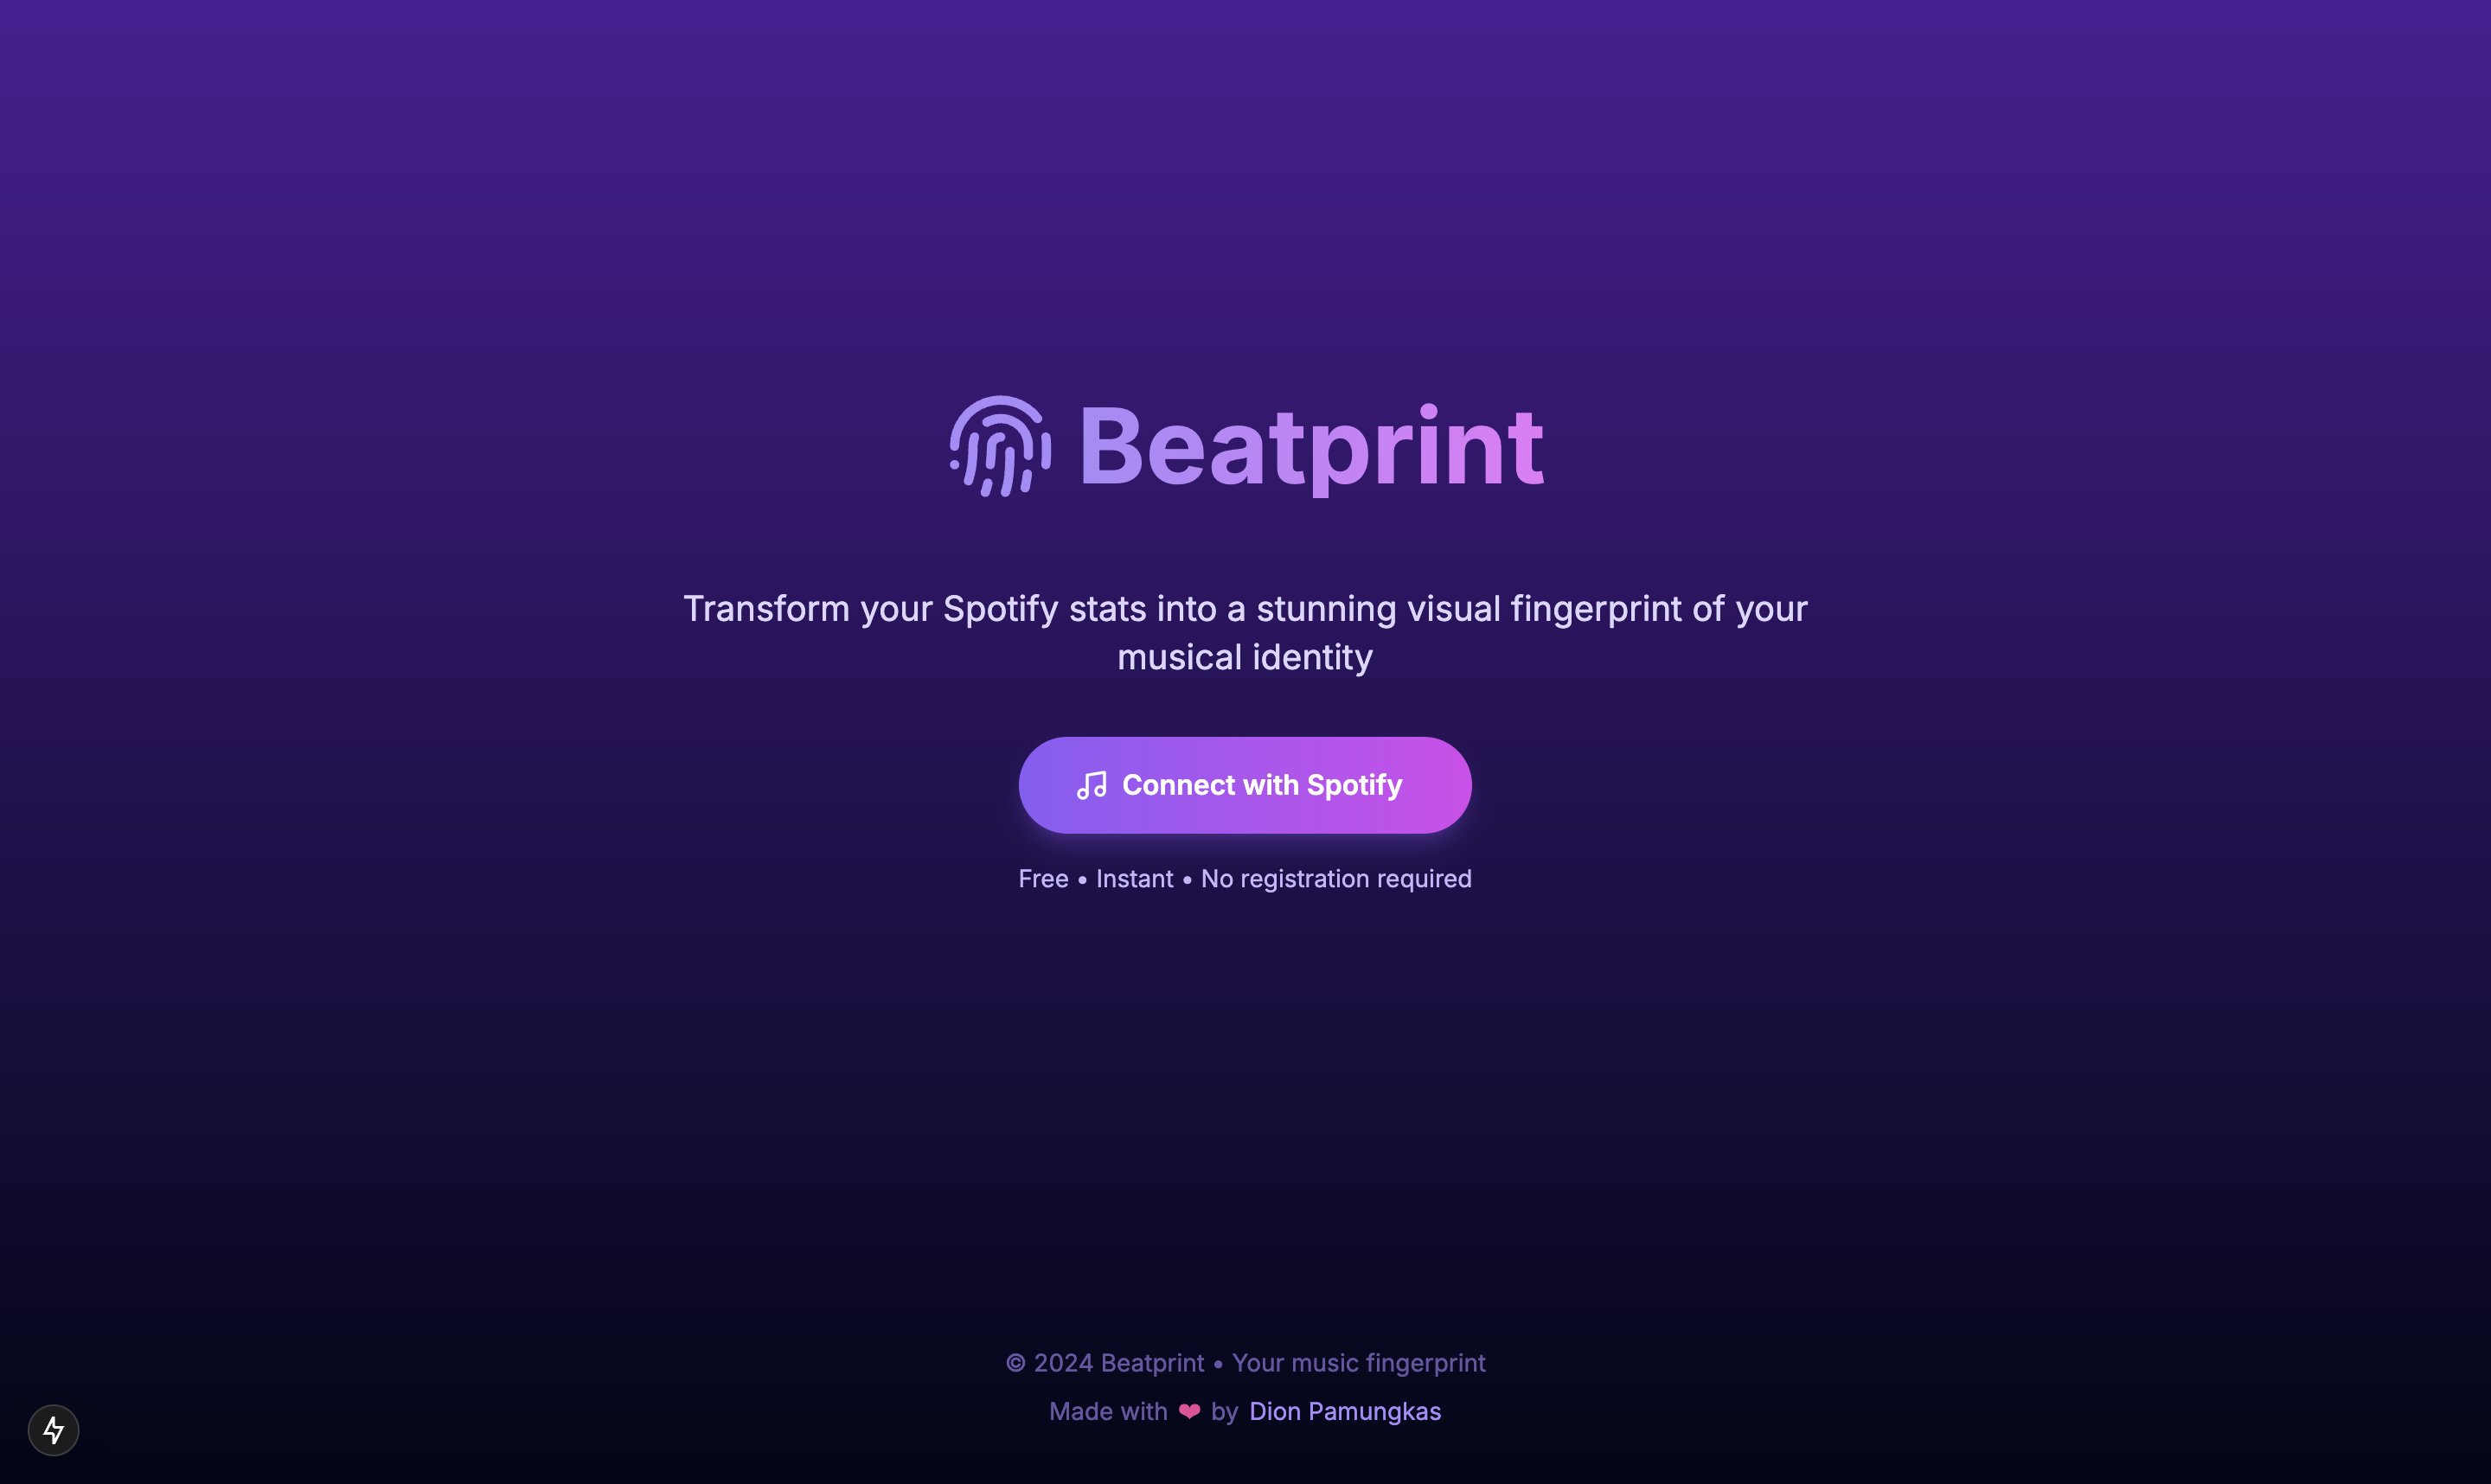 Beatprint
Transform your Spotify stats into a stunning visual fingerprint of your
musical identity
Connect with Spotify
Free • Instant • No registration required
© 2024 Beatprint • Your music fingerprint
Made with ❤ by Dion Pamungkas